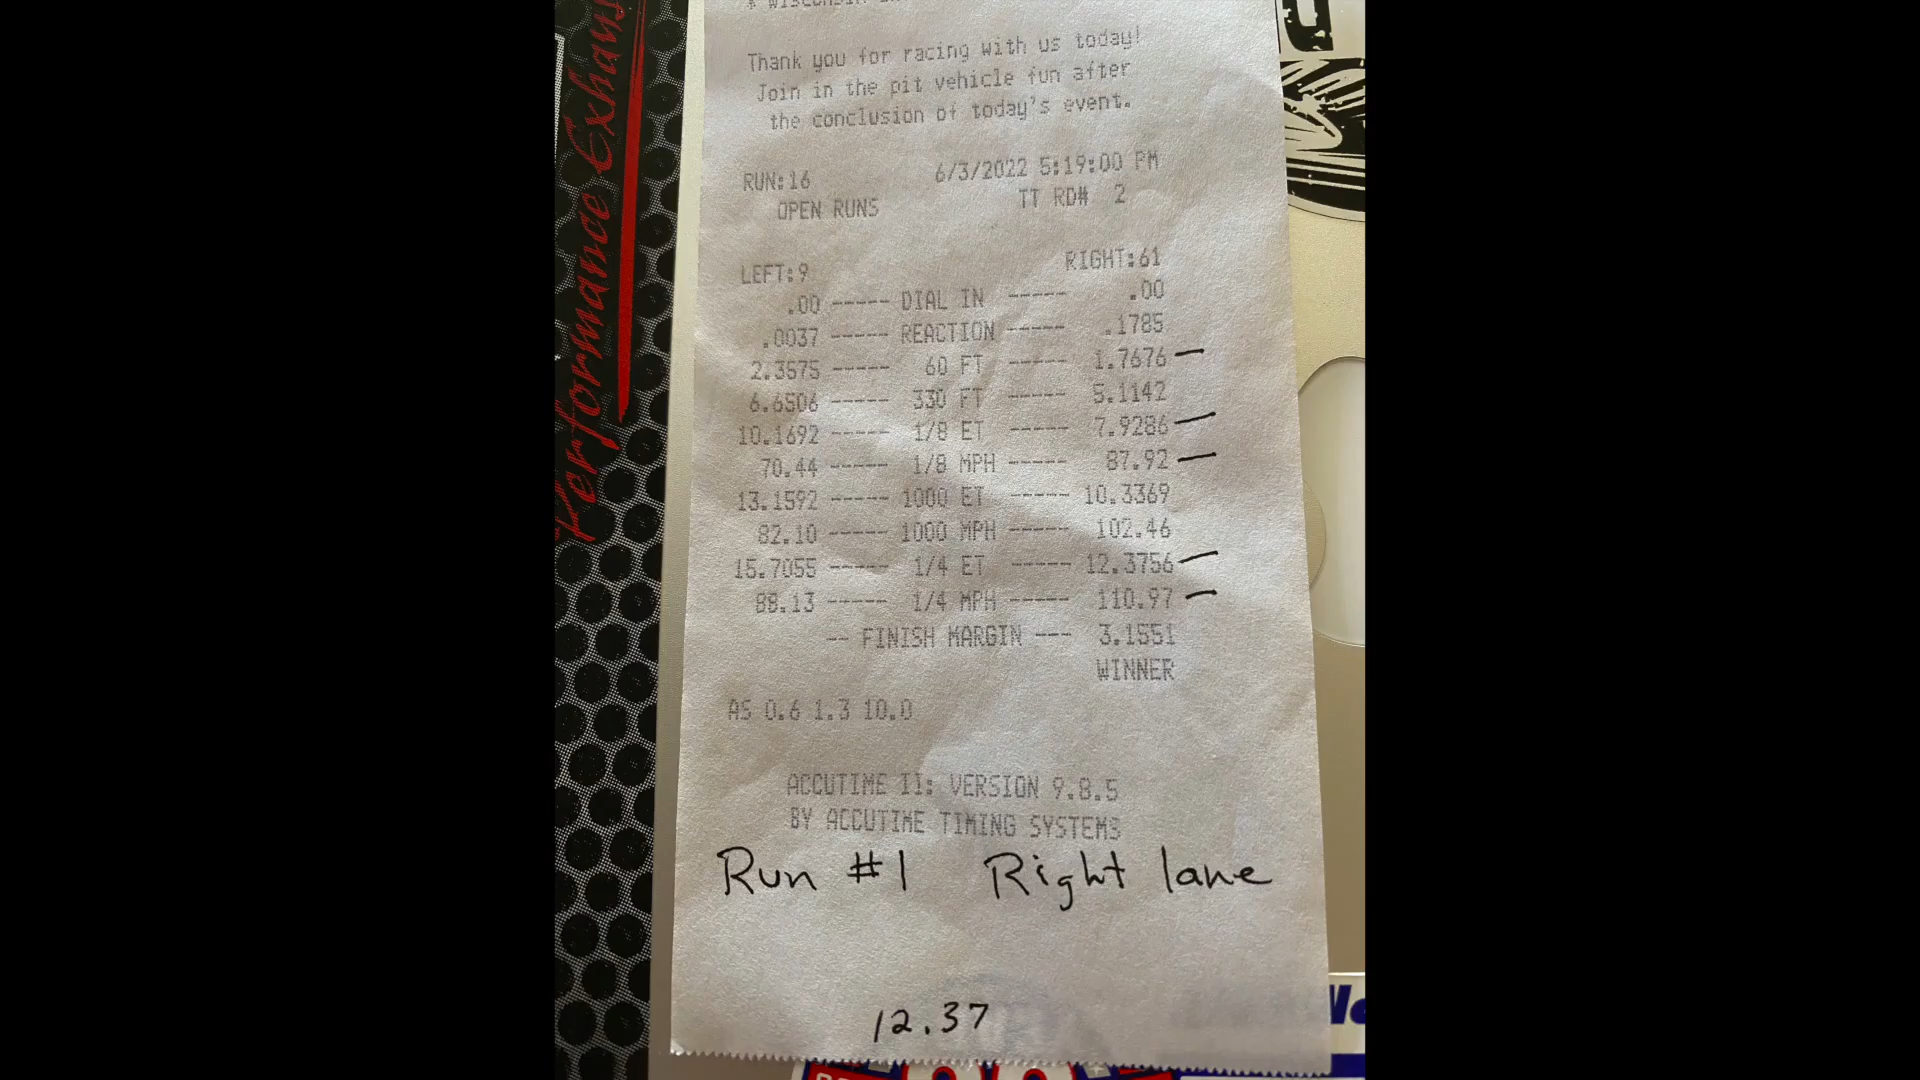 Performance Exhaus
Thank you for racing with us today!
Join in the pit vehicle fun after
the conclusion of today's event.
RUN:16 6/3/2022 5:19:00 PM
OPEN RUNS TT RD# 2
LEFT:9 RIGHT:61
.00 ----- DIAL IN ----- .00
.0037 ----- REACTION ----- .1785
2.3575 ----- 60 FT ----- 1.7676
6.6506 ----- 330 FT ----- 5.1142
10.1692 ----- 1/8 ET ----- 7.9286
70.44 ----- 1/8 MPH ----- 87.92
13.1592 ----- 1000 ET ----- 10.3369
82.10 ----- 1000 MPH ----- 102.46
15.7055 ----- 1/4 ET ----- 12.3756
88.13 ----- 1/4 MPH ----- 110.97
-- FINISH MARGIN --- 3.1551
WINNER
AS 0.6 1.3 10.0
ACCUTIME II: VERSION 9.8.5
BY ACCUTIME TIMING SYSTEMS
Run #1 Right lane
12.37